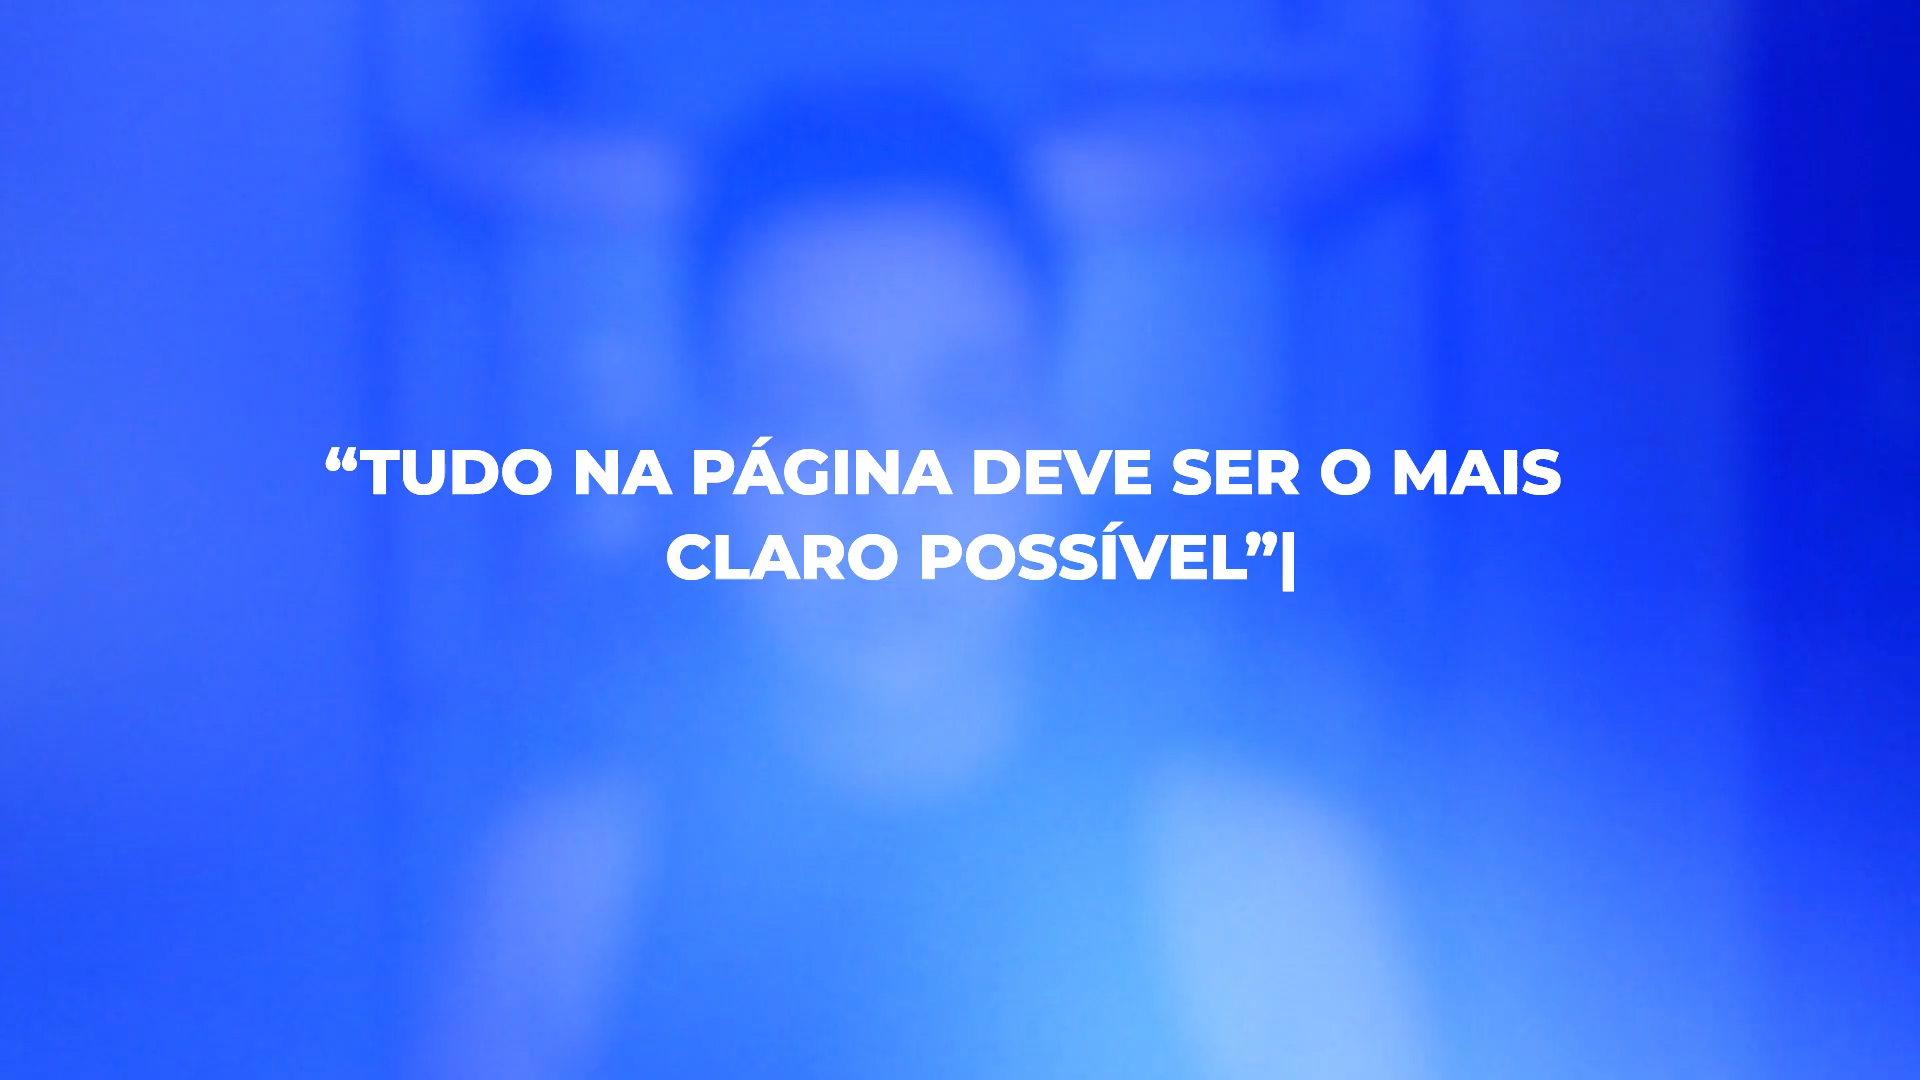 “TUDO NA PÁGINA DEVE SER O MAIS
CLARO POSSÍVEL”|